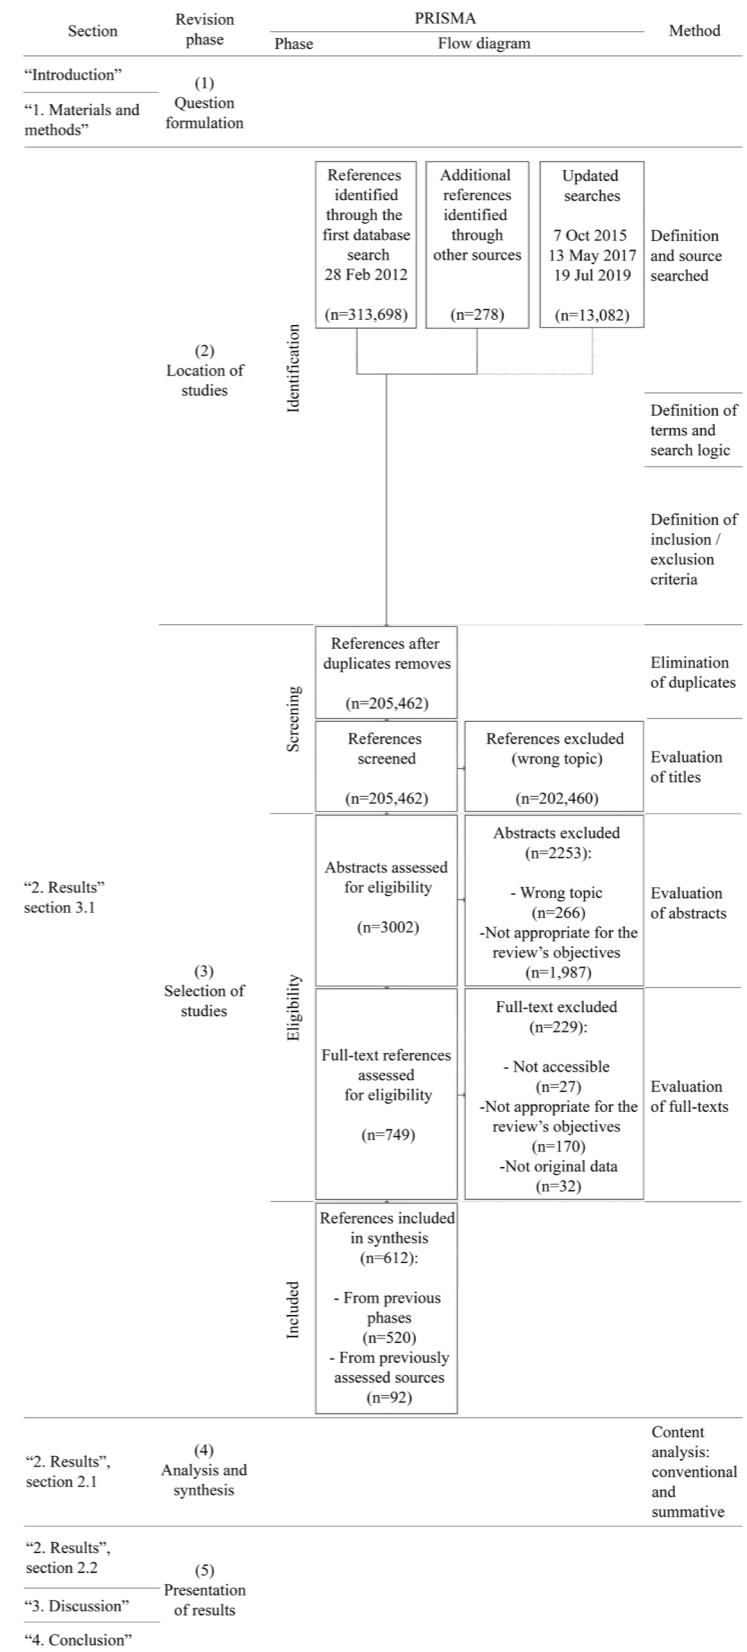 Section
Revision
phase
PRISMA
Phase
Flow diagram
Method
“Introduction”
“1. Materials and
methods”
(1)
Question
formulation
(2)
Location of
studies
Identification
References
identified
through the
first database
search
28 Feb 2012
(n=313,698)
Additional
references
identified
through
other sources
(n=278)
Updated
searches
7 Oct 2015
13 May 2017
19 Jul 2019
(n=13,082)
Definition
and source
searched
Definition of
terms and
search logic
Definition of
inclusion /
exclusion
criteria
“2. Results”
section 3.1
(3)
Selection of
studies
Screening
References after
duplicates removes
(n=205,462)
Elimination
of duplicates
References
screened
(n=205,462)
References excluded
(wrong topic)
(n=202,460)
Evaluation
of titles
Eligibility
Abstracts assessed
for eligibility
(n=3002)
Abstracts excluded
(n=2253):
- Wrong topic
(n=266)
-Not appropriate for the
review’s objectives
(n=1,987)
Evaluation
of abstracts
Full-text references
assessed
for eligibility
(n=749)
Full-text excluded
(n=229):
- Not accessible
(n=27)
-Not appropriate for the
review’s objectives
(n=170)
-Not original data
(n=32)
Evaluation
of full-texts
Included
References included
in synthesis
(n=612):
- From previous
phases
(n=520)
- From previously
assessed sources
(n=92)
“2. Results”,
section 2.1
(4)
Analysis and
synthesis
Content
analysis:
conventional
and
summative
“2. Results”,
section 2.2
“3. Discussion”
“4. Conclusion”
(5)
Presentation
of results